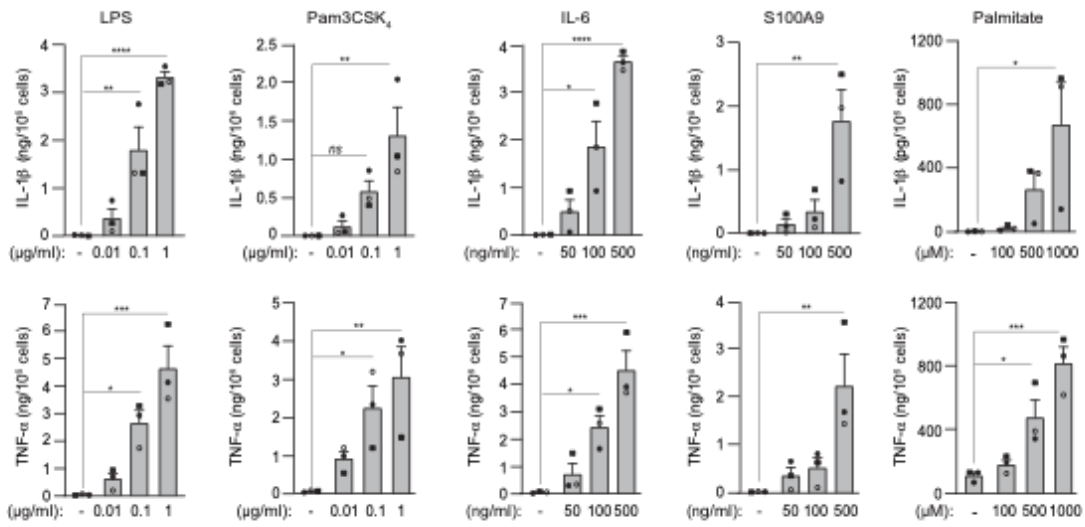 LPS
IL-1β (ng/10⁶ cells)
4
3
2
1
0
****
**
(μg/ml): - 0.01 0.1 1
Pam3CSK₄
IL-1β (ng/10⁶ cells)
2.5
2.0
1.5
1.0
0.5
0.0
**
ns
(μg/ml): - 0.01 0.1 1
IL-6
IL-1β (ng/10⁶ cells)
4
3
2
1
0
****
*
(ng/ml): - 50 100 500
S100A9
IL-1β (ng/10⁶ cells)
3
2
1
0
**
(ng/ml): - 50 100 500
Palmitate
IL-1β (pg/10⁶ cells)
1200
800
400
0
*
(μM): - 100 500 1000
TNF-α (ng/10⁶ cells)
7
6
5
4
3
2
1
0
***
*
(μg/ml): - 0.01 0.1 1
TNF-α (ng/10⁶ cells)
5
4
3
2
1
0
**
*
(μg/ml): - 0.01 0.1 1
TNF-α (ng/10⁶ cells)
7
6
5
4
3
2
1
0
***
*
(ng/ml): - 50 100 500
TNF-α (ng/10⁶ cells)
4
3
2
1
0
**
(ng/ml): - 50 100 500
TNF-α (ng/10⁶ cells)
1200
800
400
0
***
*
(μM): - 100 500 1000